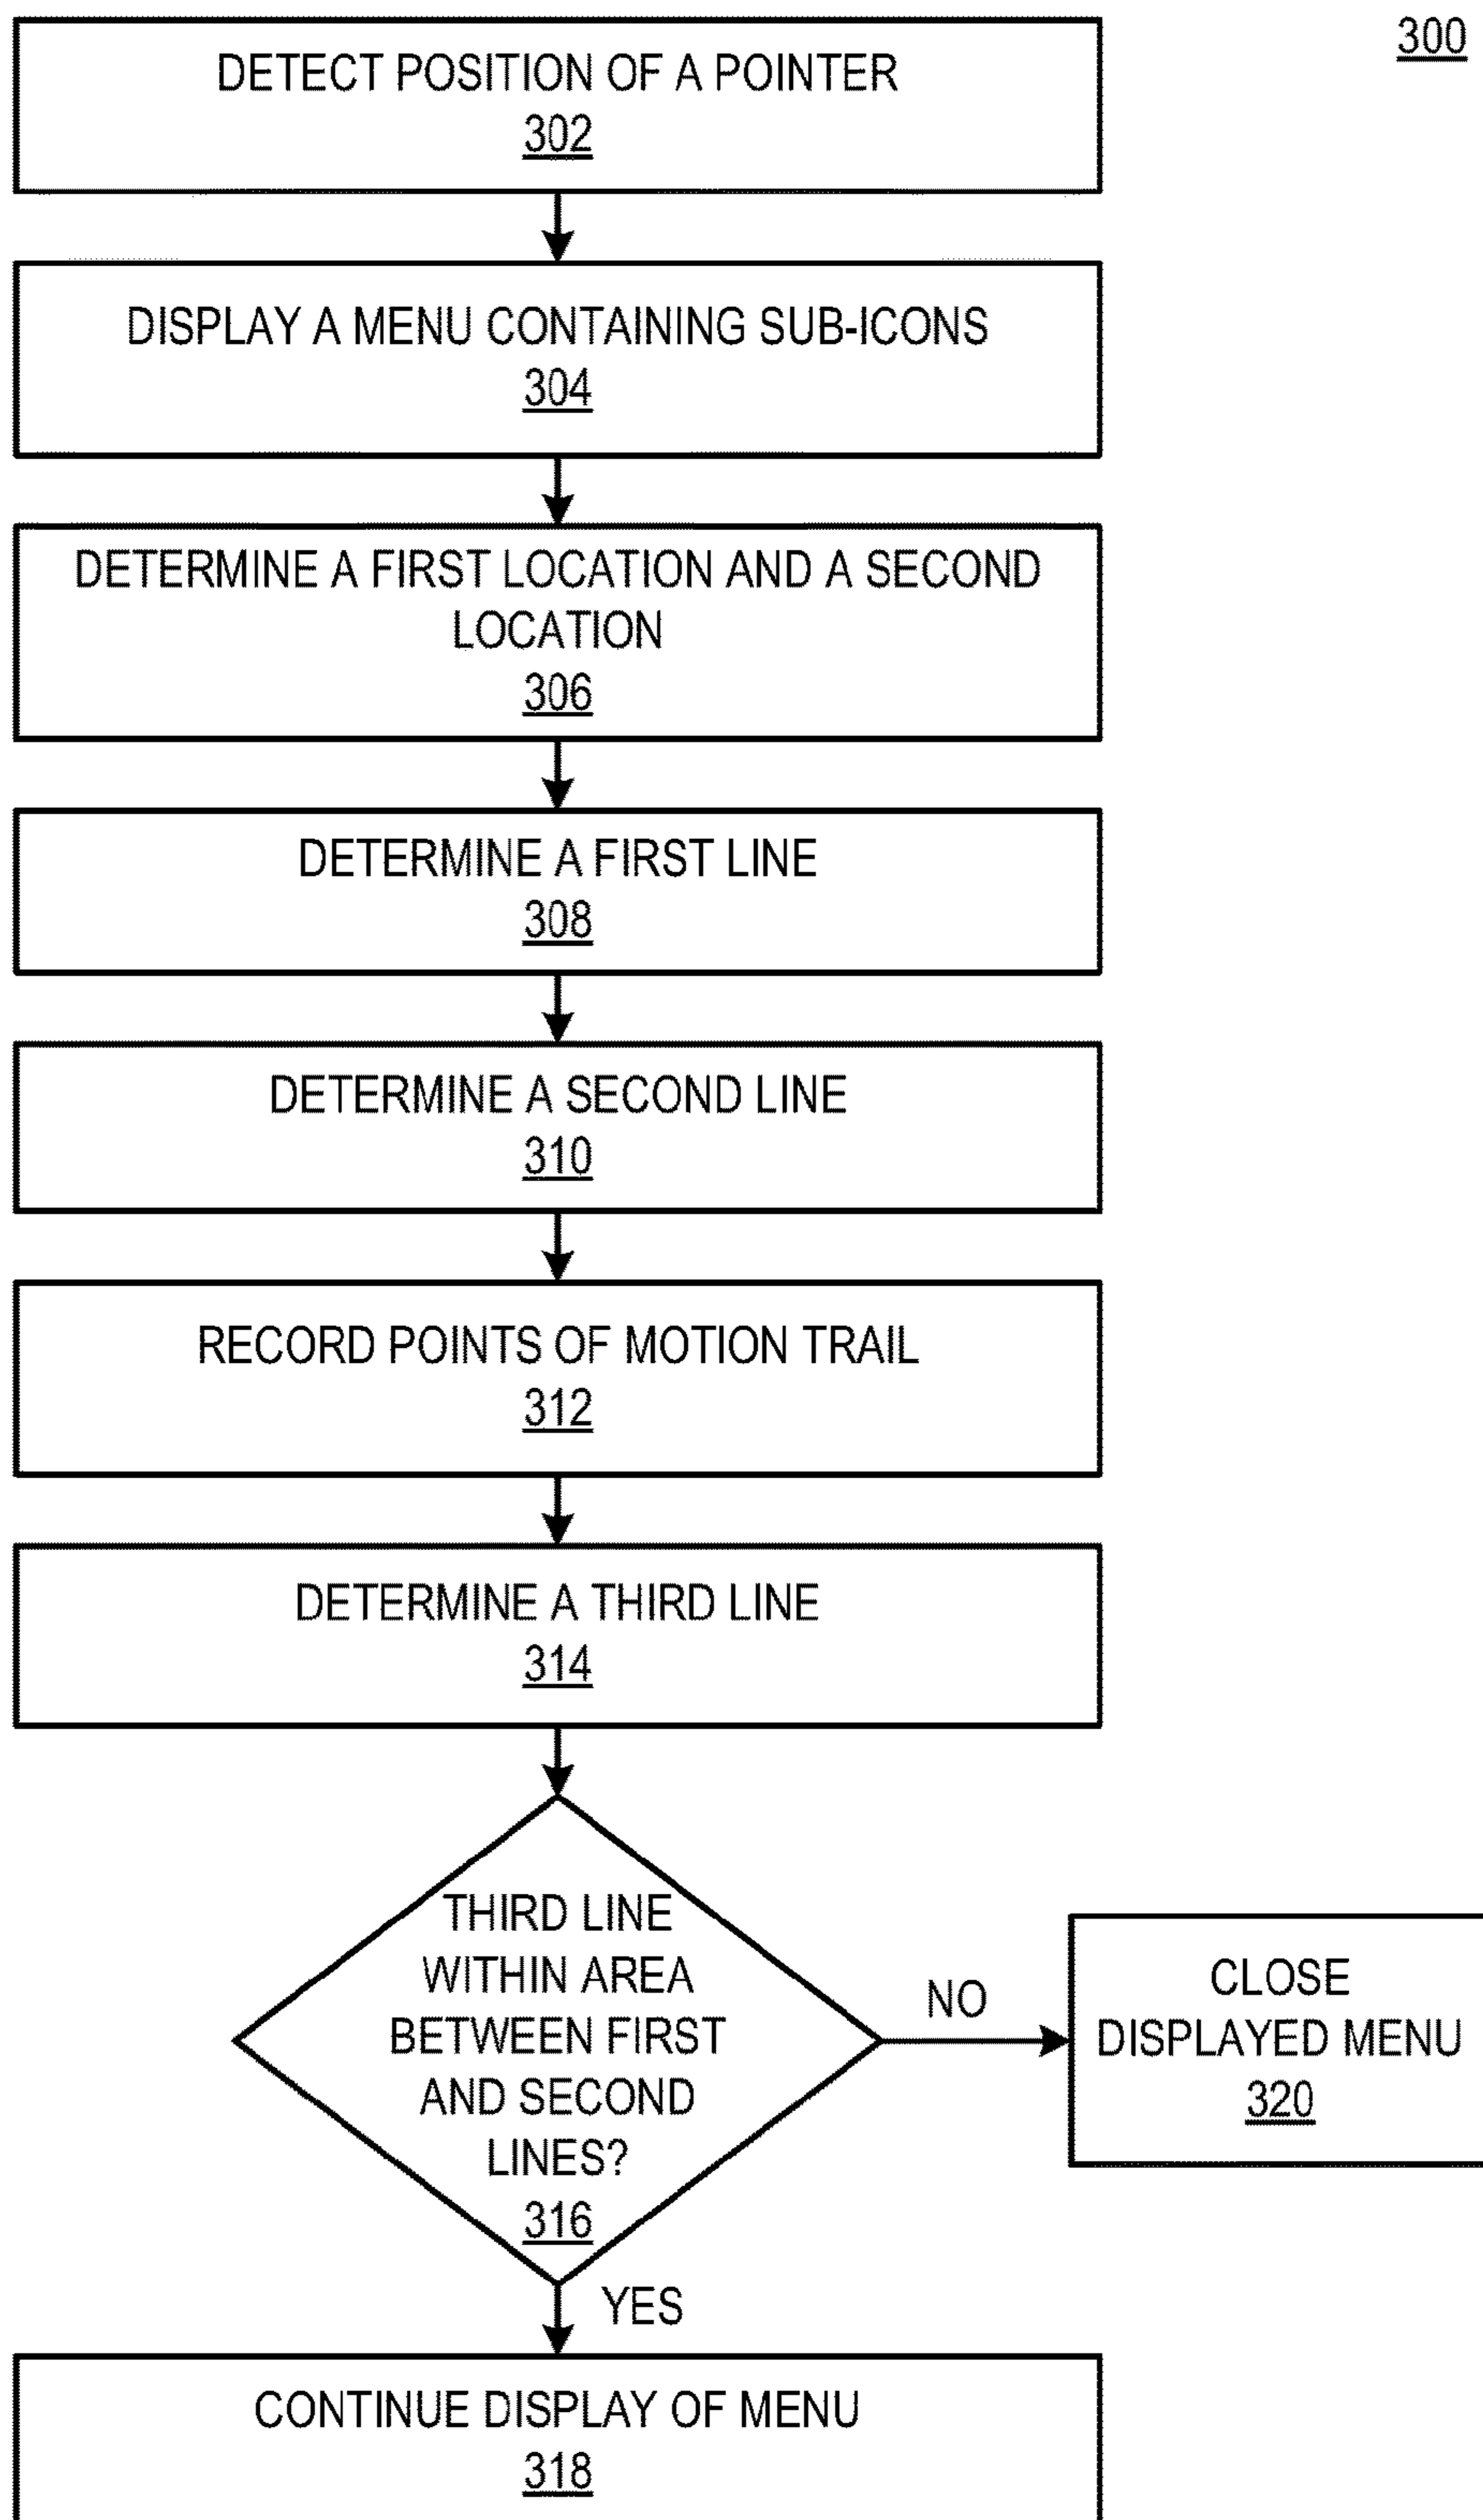 300
DETECT POSITION OF A POINTER
302
DISPLAY A MENU CONTAINING SUB-ICONS
304
DETERMINE A FIRST LOCATION AND A SECOND
LOCATION
306
DETERMINE A FIRST LINE
308
DETERMINE A SECOND LINE
310
RECORD POINTS OF MOTION TRAIL
312
DETERMINE A THIRD LINE
314
THIRD LINE
WITHIN AREA
BETWEEN FIRST
AND SECOND
LINES?
316
NO
CLOSE
DISPLAYED MENU
320
YES
CONTINUE DISPLAY OF MENU
318